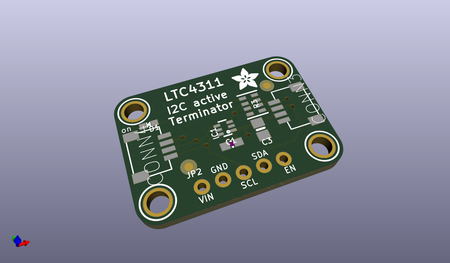 LTC4311
I2C active
Terminator
on
C3
JP2
GND
SDA
VIN
SCL
EN